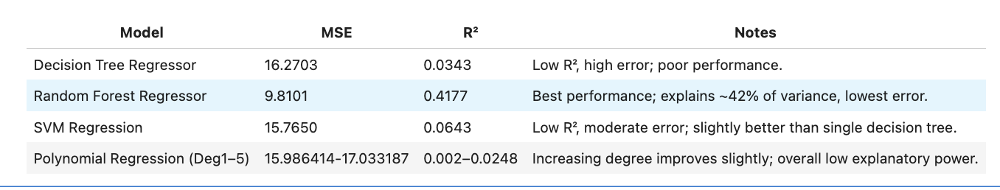 Model MSE R² Notes
Decision Tree Regressor 16.2703 0.0343 Low R², high error; poor performance.
Random Forest Regressor 9.8101 0.4177 Best performance; explains ~42% of variance, lowest error.
SVM Regression 15.7650 0.0643 Low R², moderate error; slightly better than single decision tree.
Polynomial Regression (Deg1–5) 15.986414-17.033187 0.002–0.0248 Increasing degree improves slightly; overall low explanatory power.